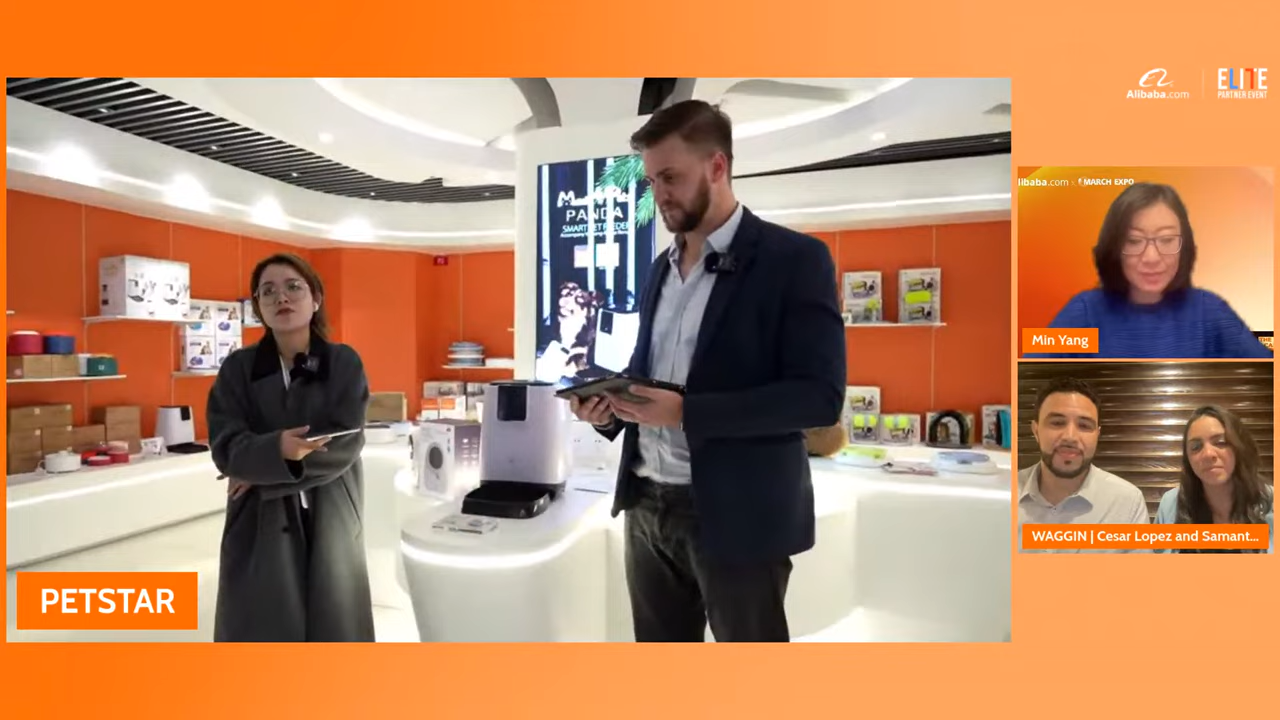 Alibaba.com
ELITE
PARTNER EVENT
PANDA
SMART PET FEEDER
libaba.com x MARCH EXPO
Min Yang
WAGGIN | Cesar Lopez and Samant...
PETSTAR